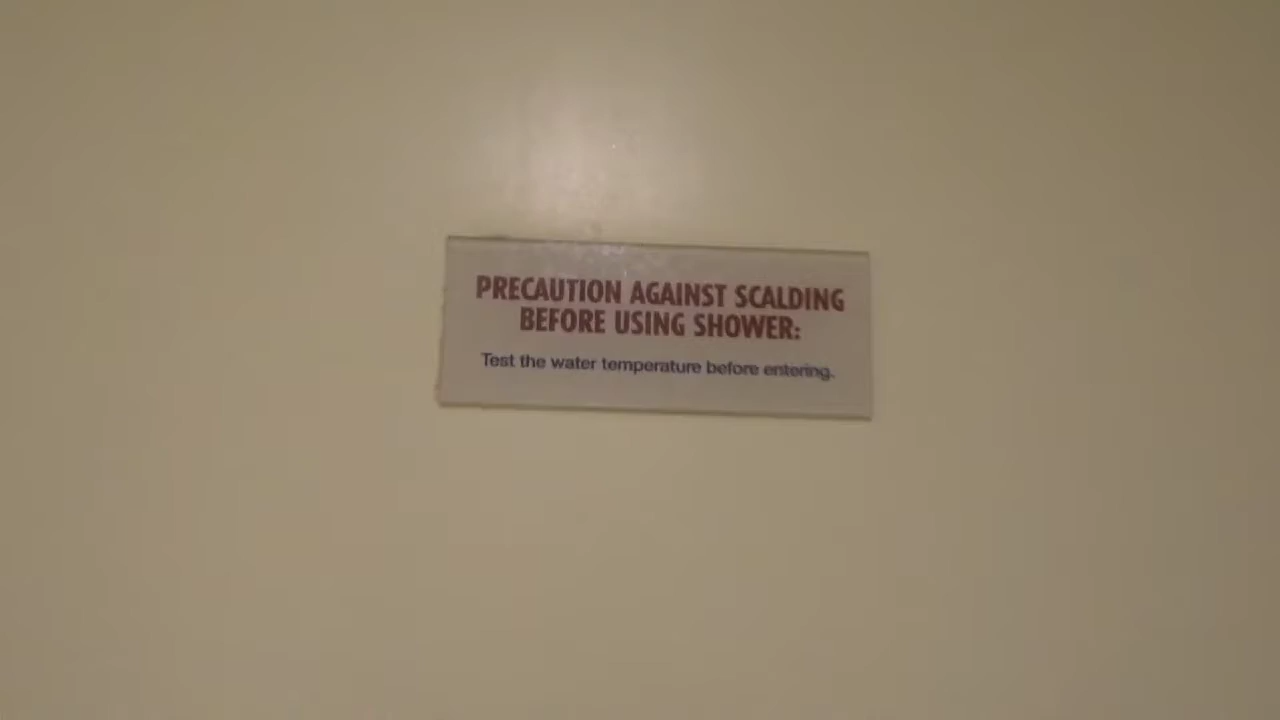 PRECAUTION AGAINST SCALDING
BEFORE USING SHOWER:
Test the water temperature before entering.